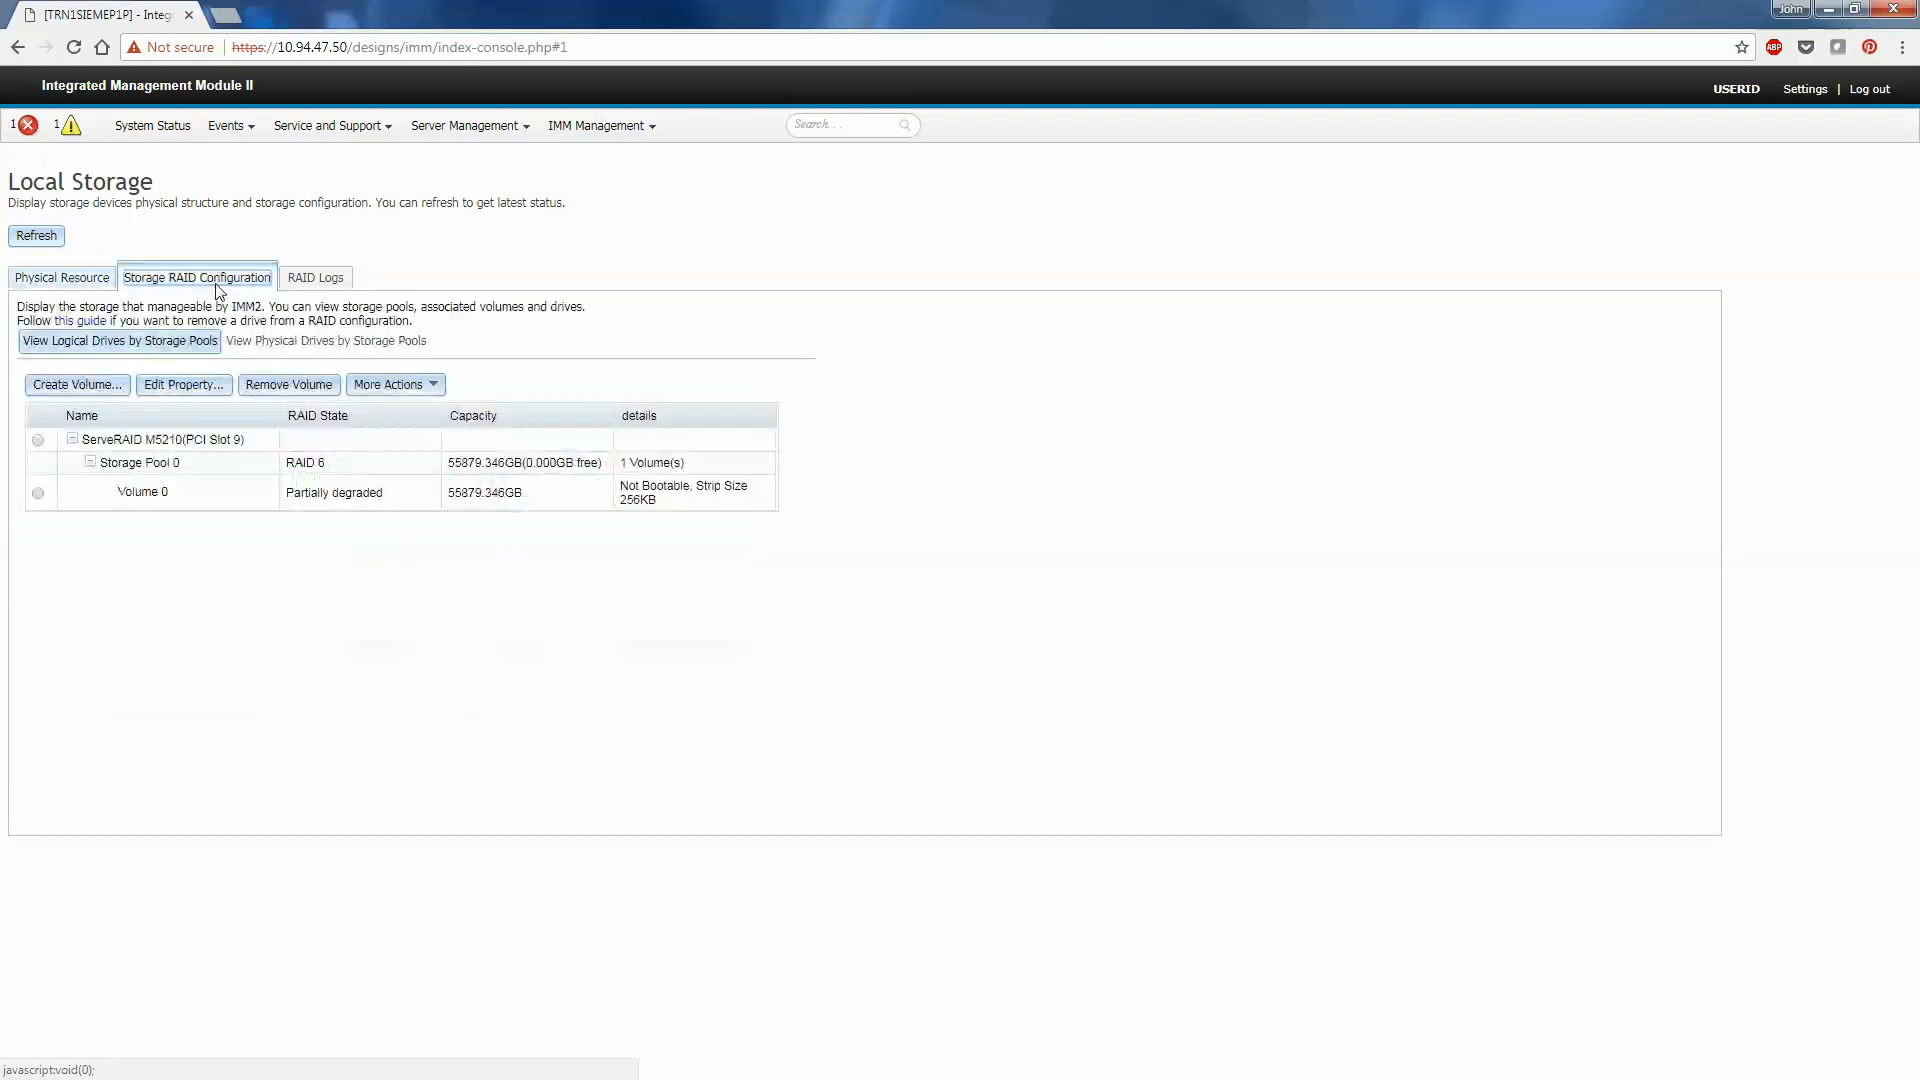 [TRN1SIEMEP1P] - Integ
John
Not secure https://10.94.47.50/designs/imm/index-console.php#1
ABP
Integrated Management Module II
USERID Settings | Log out
1 1 System Status Events Service and Support Server Management IMM Management Search...
Local Storage
Display storage devices physical structure and storage configuration. You can refresh to get latest status.
Refresh
Physical Resource Storage RAID Configuration RAID Logs
Display the storage that manageable by IMM2. You can view storage pools, associated volumes and drives.
Follow this guide if you want to remove a drive from a RAID configuration.
View Logical Drives by Storage Pools View Physical Drives by Storage Pools
Create Volume... Edit Property... Remove Volume More Actions
Name RAID State Capacity details
ServeRAID M5210(PCI Slot 9)
Storage Pool 0 RAID 6 55879.346GB(0.000GB free) 1 Volume(s)
Volume 0 Partially degraded 55879.346GB Not Bootable, Strip Size
256KB
javascript:void(0);